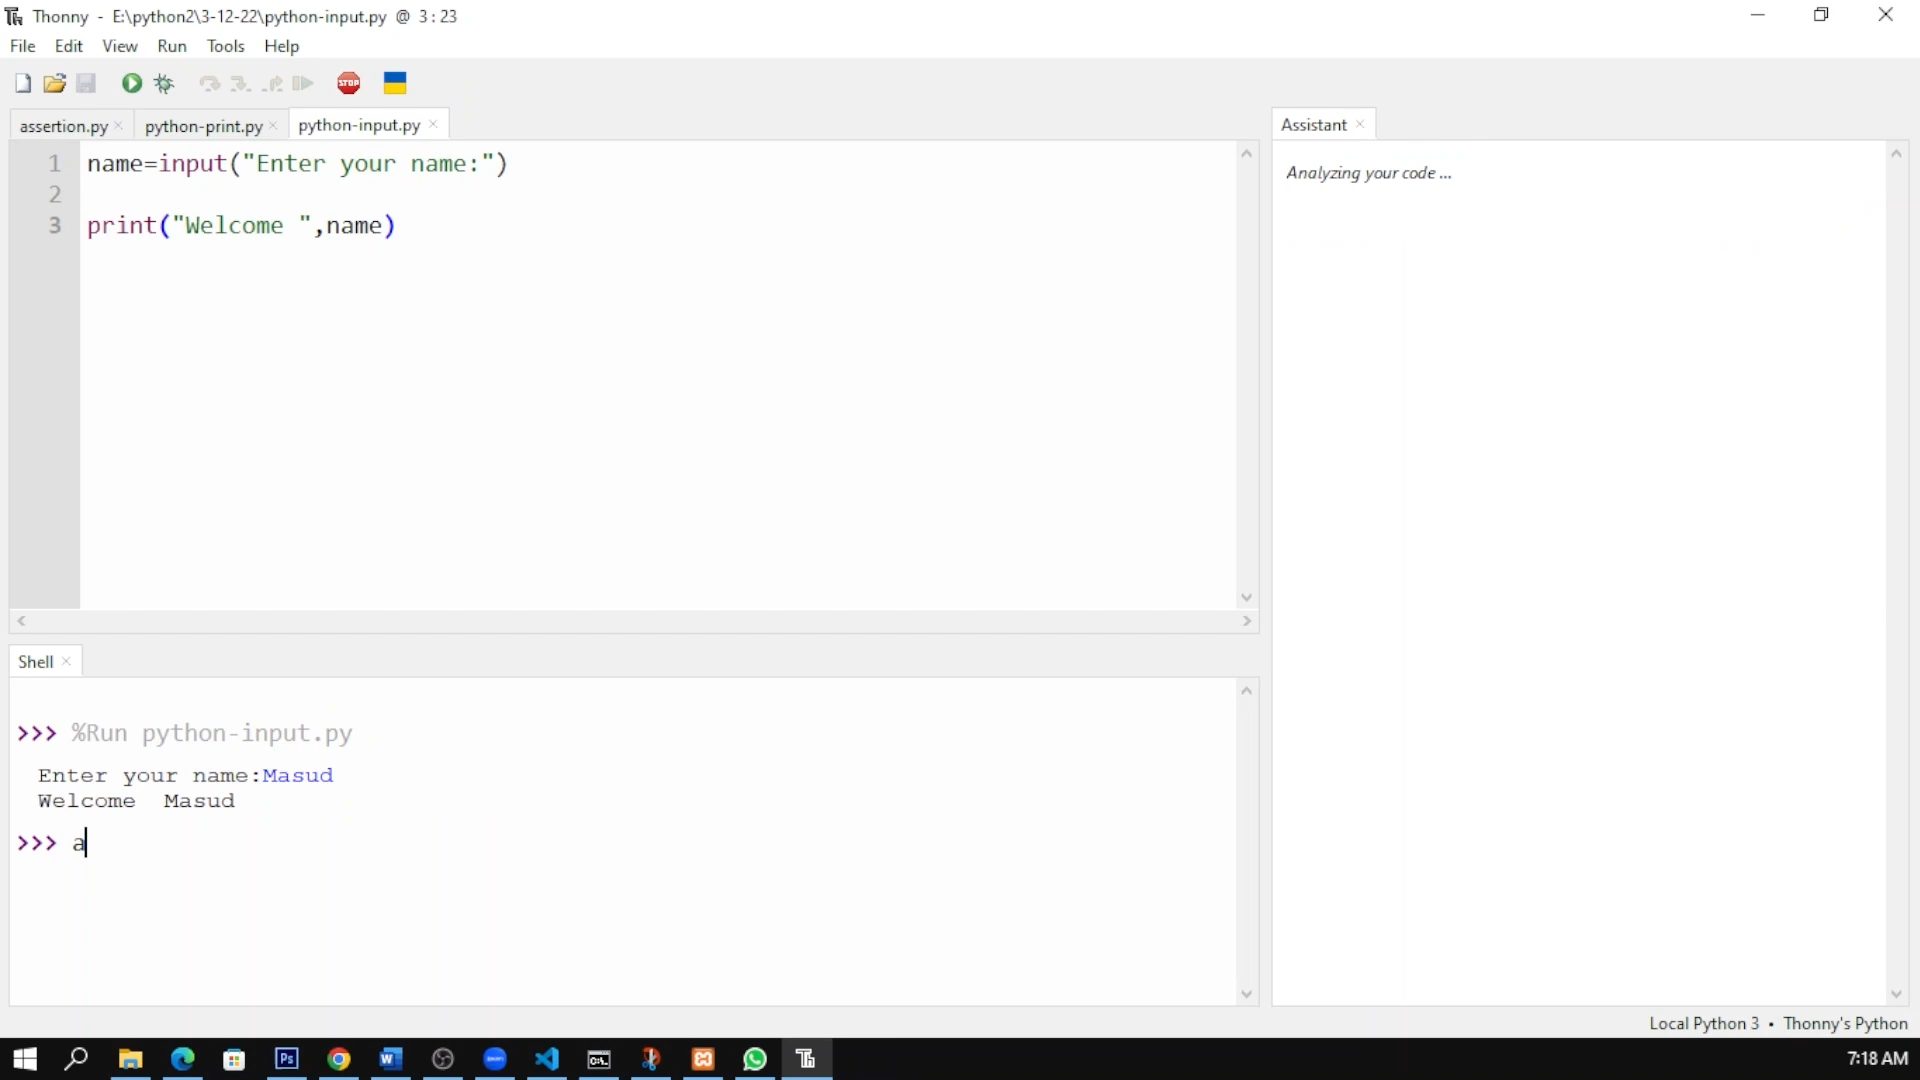 Thonny - E:\python2\3-12-22\python-input.py @ 3:23
File Edit View Run Tools Help
STOP
assertion.py × python-print.py × python-input.py ×
1 name=input("Enter your name:")
2
3 print("Welcome ",name)
Assistant ×
Analyzing your code ...
Shell ×
>>> %Run python-input.py
Enter your name:Masud
Welcome  Masud
>>> a
Local Python 3 • Thonny's Python
7:18 AM